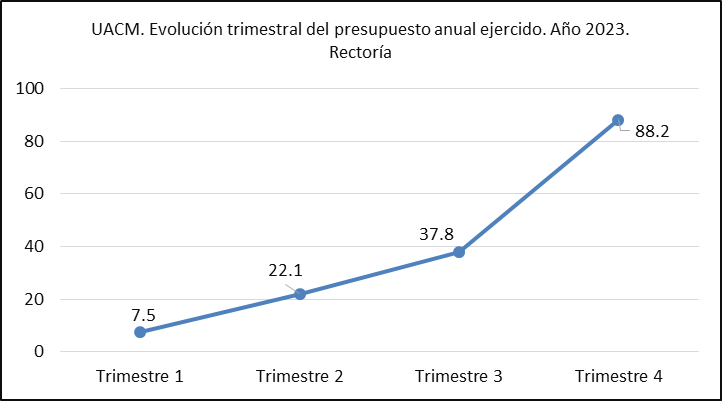 UACM. Evolución trimestral del presupuesto anual ejercido. Año 2023.
Rectoría
100
80
60
40
20
0
7.5
22.1
37.8
88.2
Trimestre 1
Trimestre 2
Trimestre 3
Trimestre 4